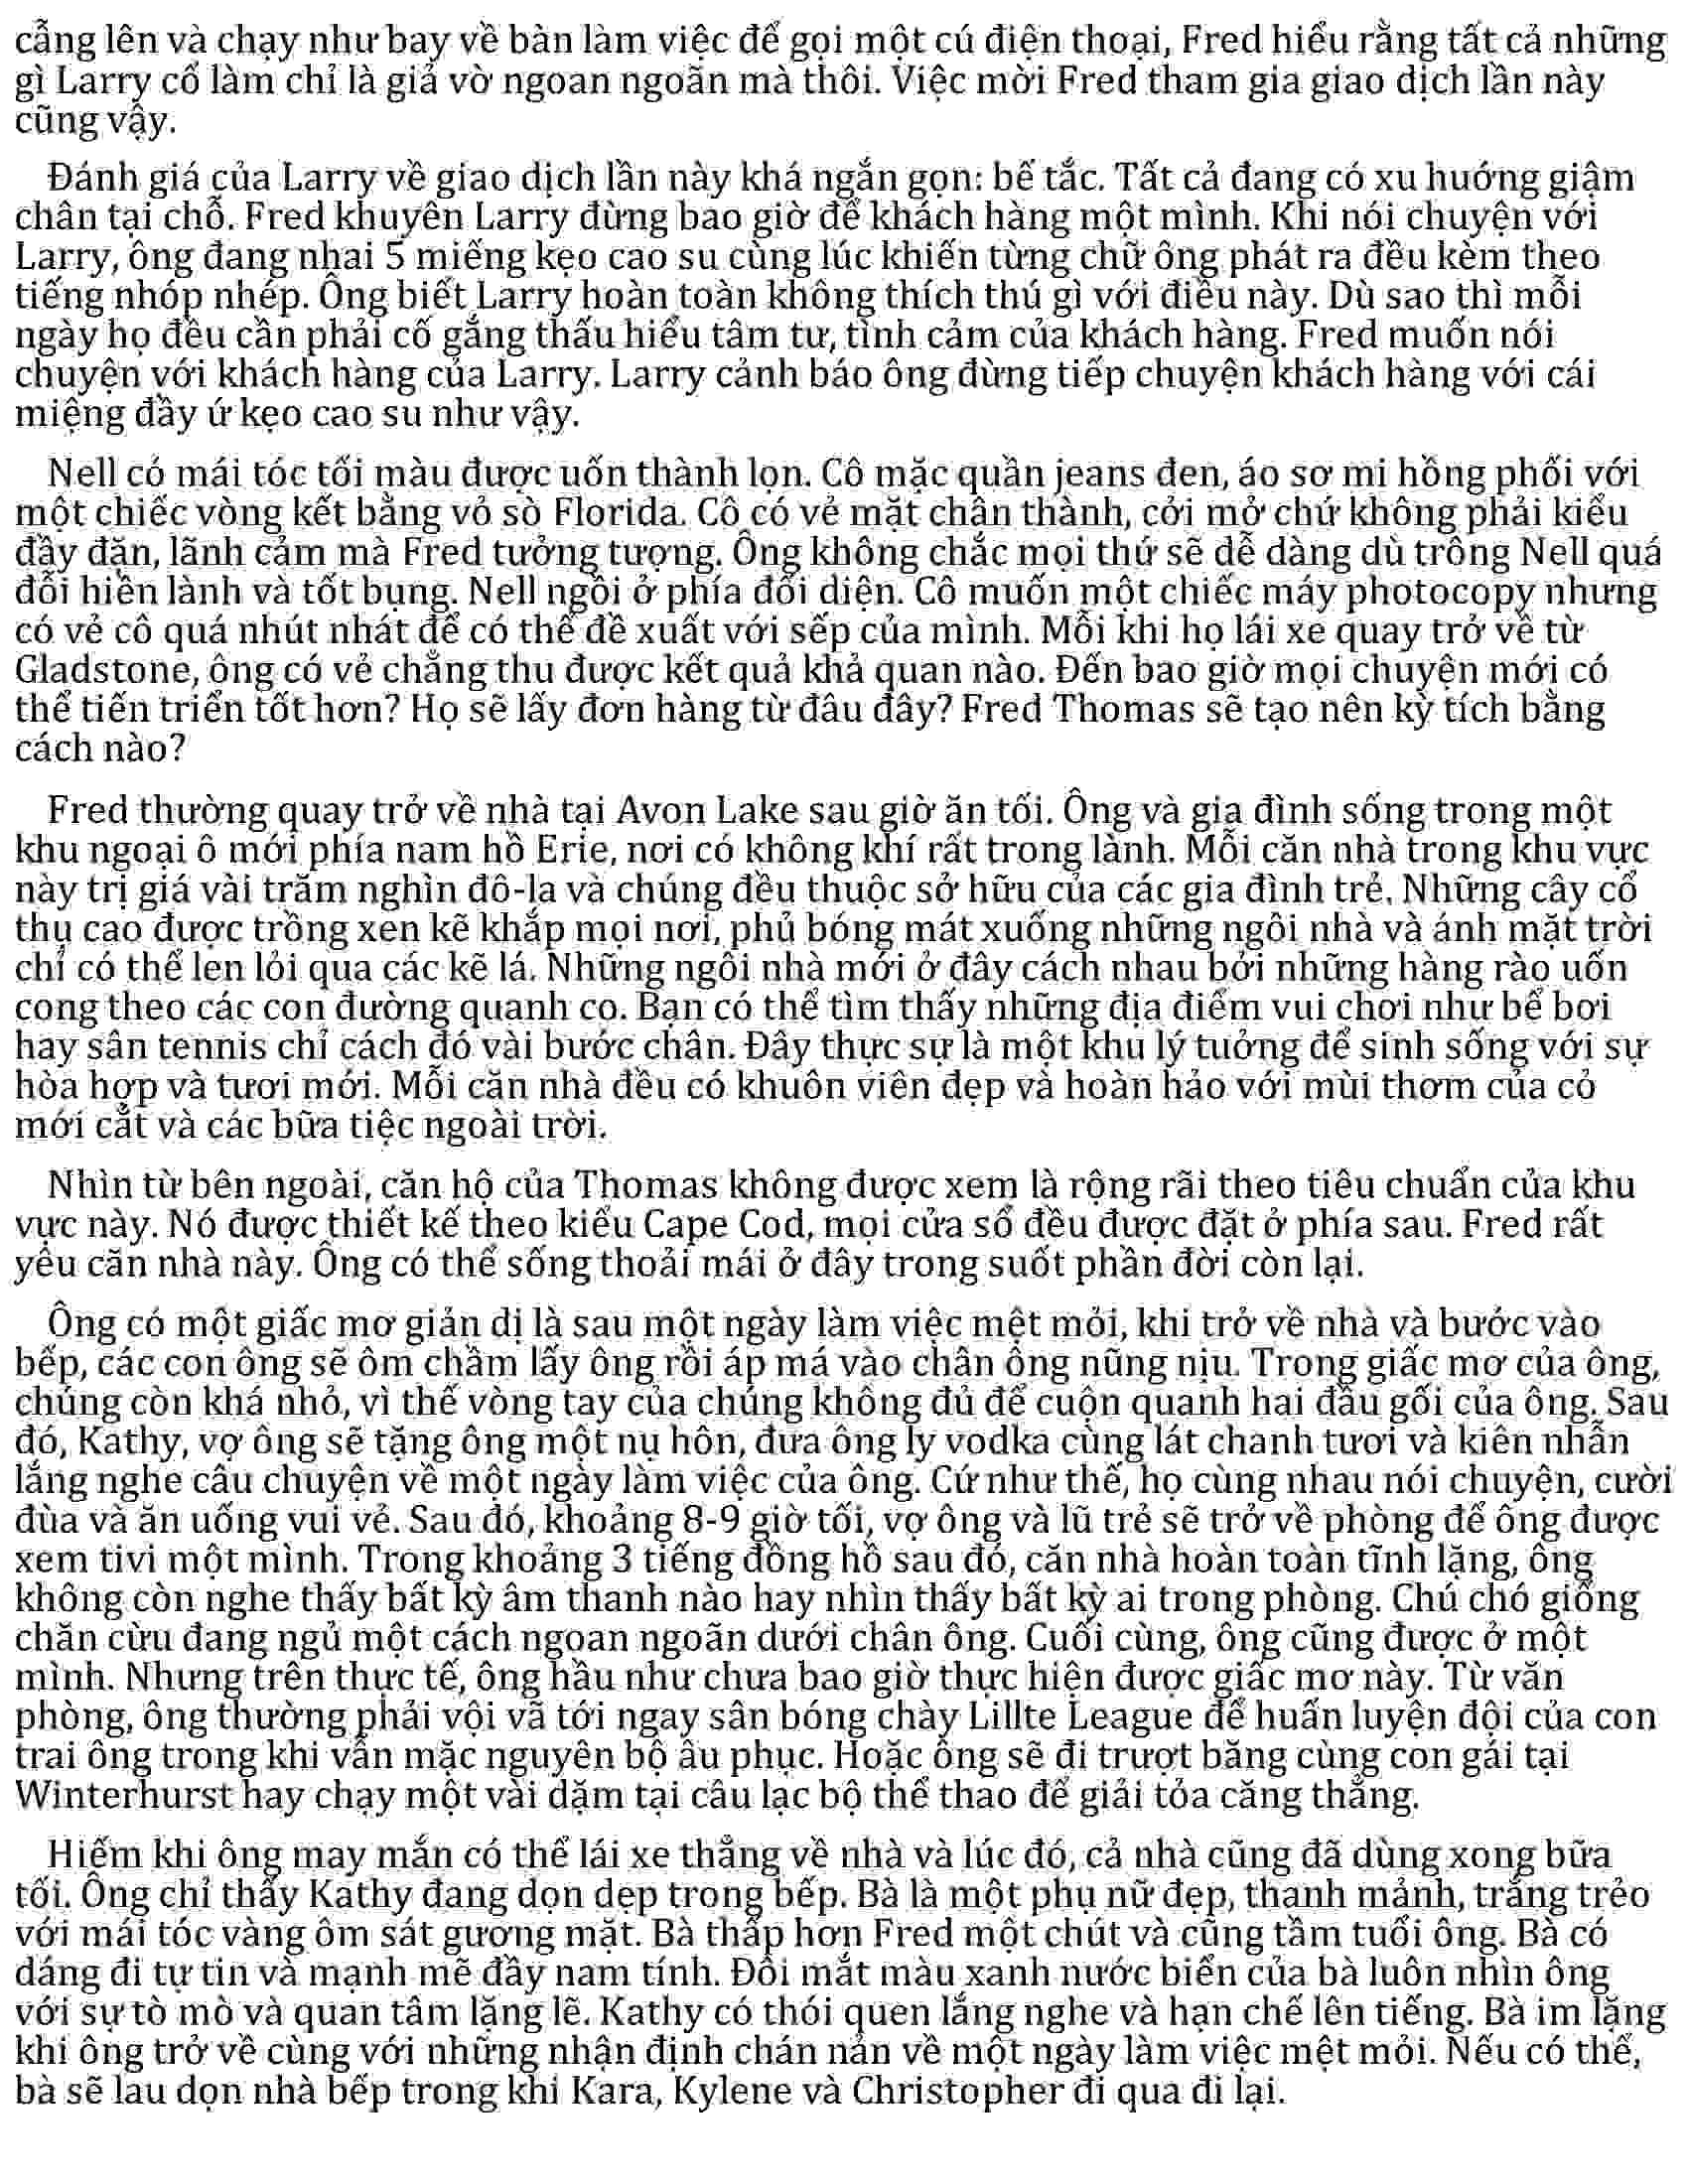 cẳng lên và chạy như bay về bàn làm việc để gọi một cú điện thoại, Fred hiểu rằng tất cả những
gì Larry cố làm chỉ là giả vờ ngoan ngoãn mà thôi. Việc mời Fred tham gia giao dịch lần này
cũng vậy.
Đánh giá của Larry về giao dịch lần này khá ngắn gọn: bế tắc. Tất cả đang có xu huớng giậm
chân tại chỗ. Fred khuyên Larry đừng bao giờ để khách hàng một mình. Khi nói chuyện với
Larry, ông đang nhai 5 miếng kẹo cao su cùng lúc khiến từng chữ ông phát ra đều kèm theo
tiếng nhóp nhép. Ông biết Larry hoàn toàn không thích thú gì với điều này. Dù sao thì mỗi
ngày họ đều cần phải cố gắng thấu hiểu tâm tư, tình cảm của khách hàng. Fred muốn nói
chuyện với khách hàng của Larry. Larry cảnh báo ông đừng tiếp chuyện khách hàng với cái
miệng đầy ứ kẹo cao su như vậy.
Nell có mái tóc tối màu được uốn thành lọn. Cô mặc quần jeans đen, áo sơ mi hồng phối với
một chiếc vòng kết bằng vỏ sò Florida. Cô có vẻ mặt chân thành, cởi mở chứ không phải kiểu
đầy đặn, lãnh cảm mà Fred tưởng tượng. Ông không chắc mọi thứ sẽ dễ dàng dù trông Nell quá
đỗi hiền lành và tốt bụng. Nell ngồi ở phía đối diện. Cô muốn một chiếc máy photocopy nhưng
có vẻ cô quá nhút nhát để có thể đề xuất với sếp của mình. Mỗi khi họ lái xe quay trở về từ
Gladstone, ông có vẻ chẳng thu được kết quả khả quan nào. Đến bao giờ mọi chuyện mới có
thể tiến triển tốt hơn? Họ sẽ lấy đơn hàng từ đâu đây? Fred Thomas sẽ tạo nên kỳ tích bằng
cách nào?
Fred thường quay trở về nhà tại Avon Lake sau giờ ăn tối. Ông và gia đình sống trong một
khu ngoại ô mới phía nam hồ Erie, nơi có không khí rất trong lành. Mỗi căn nhà trong khu vực
này trị giá vài trăm nghìn đô-la và chúng đều thuộc sở hữu của các gia đình trẻ. Những cây cổ
thụ cao được trồng xen kẽ khắp mọi nơi, phủ bóng mát xuống những ngôi nhà và ánh mặt trời
chỉ có thể len lỏi qua các kẽ lá. Những ngôi nhà mới ở đây cách nhau bởi những hàng rào uốn
cong theo các con đường quanh co. Bạn có thể tìm thấy những địa điểm vui chơi như bể bơi
hay sân tennis chỉ cách đó vài bước chân. Đây thực sự là một khu lý tưởng để sinh sống với sự
hòa hợp và tươi mới. Mỗi căn nhà đều có khuôn viên đẹp và hoàn hảo với mùi thơm của cỏ
mới cắt và các bữa tiệc ngoài trời.
Nhìn từ bên ngoài, căn hộ của Thomas không được xem là rộng rãi theo tiêu chuẩn của khu
vực này. Nó được thiết kế theo kiểu Cape Cod, mọi cửa sổ đều được đặt ở phía sau. Fred rất
yêu căn nhà này. Ông có thể sống thoải mái ở đây trong suốt phần đời còn lại.
Ông có một giấc mơ giản dị là sau một ngày làm việc mệt mỏi, khi trở về nhà và bước vào
bếp, các con ông sẽ ôm chầm lấy ông rồi áp má vào chân ông nũng nịu. Trong giấc mơ của ông,
chúng còn khá nhỏ, vì thế vòng tay của chúng không đủ để cuộn quanh hai đầu gối của ông. Sau
đó, Kathy, vợ ông sẽ tặng ông một nụ hôn, đưa ông ly vodka cùng lát chanh tươi và kiên nhẫn
lắng nghe câu chuyện về một ngày làm việc của ông. Cứ như thế, họ cùng nhau nói chuyện, cười
đùa và ăn uống vui vẻ. Sau đó, khoảng 8-9 giờ tối, vợ ông và lũ trẻ sẽ trở về phòng để ông được
xem tivi một mình. Trong khoảng 3 tiếng đồng hồ sau đó, căn nhà hoàn toàn tĩnh lặng, ông
không còn nghe thấy bất kỳ âm thanh nào hay nhìn thấy bất kỳ ai trong phòng. Chú chó giống
chăn cừu đang ngủ một cách ngoan ngoãn dưới chân ông. Cuối cùng, ông cũng được ở một
mình. Nhưng trên thực tế, ông hầu như chưa bao giờ thực hiện được giấc mơ này. Từ văn
phòng, ông thường phải vội vã tới ngay sân bóng chày Lillte League để huấn luyện đội của con
trai ông trong khi vẫn mặc nguyên bộ âu phục. Hoặc ông sẽ đi trượt băng cùng con gái tại
Winterhurst hay chạy một vài dặm tại câu lạc bộ thể thao để giải tỏa căng thẳng.
Hiếm khi ông may mắn có thể lái xe thẳng về nhà và lúc đó, cả nhà cũng đã dùng xong bữa
tối. Ông chỉ thấy Kathy đang dọn dẹp trong bếp. Bà là một phụ nữ đẹp, thanh mảnh, trắng trẻo
với mái tóc vàng ôm sát gương mặt. Bà thấp hơn Fred một chút và cũng tầm tuổi ông. Bà có
dáng đi tự tin và mạnh mẽ đầy nam tính. Đôi mắt màu xanh nước biển của bà luôn nhìn ông
với sự tò mò và quan tâm lặng lẽ. Kathy có thói quen lắng nghe và hạn chế lên tiếng. Bà im lặng
khi ông trở về cùng với những nhận định chán nản về một ngày làm việc mệt mỏi. Nếu có thể,
bà sẽ lau dọn nhà bếp trong khi Kara, Kylene và Christopher đi qua đi lại.